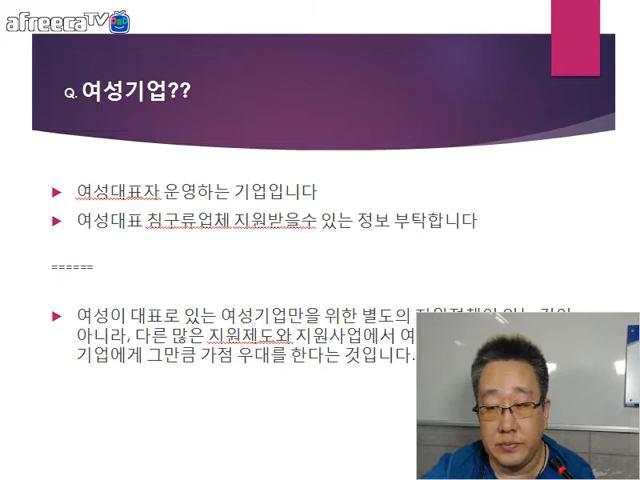 afreecaTV
Q. 여성기업??
여성대표자 운영하는 기업입니다
여성대표 침구류업체 지원받을수 있는 정보 부탁합니다
======
여성이 대표로 있는 여성기업만을 위한 별도의
아니라, 다른 많은 지원제도와 지원사업에서 여
기업에게 그만큼 가점 우대를 한다는 것입니다.